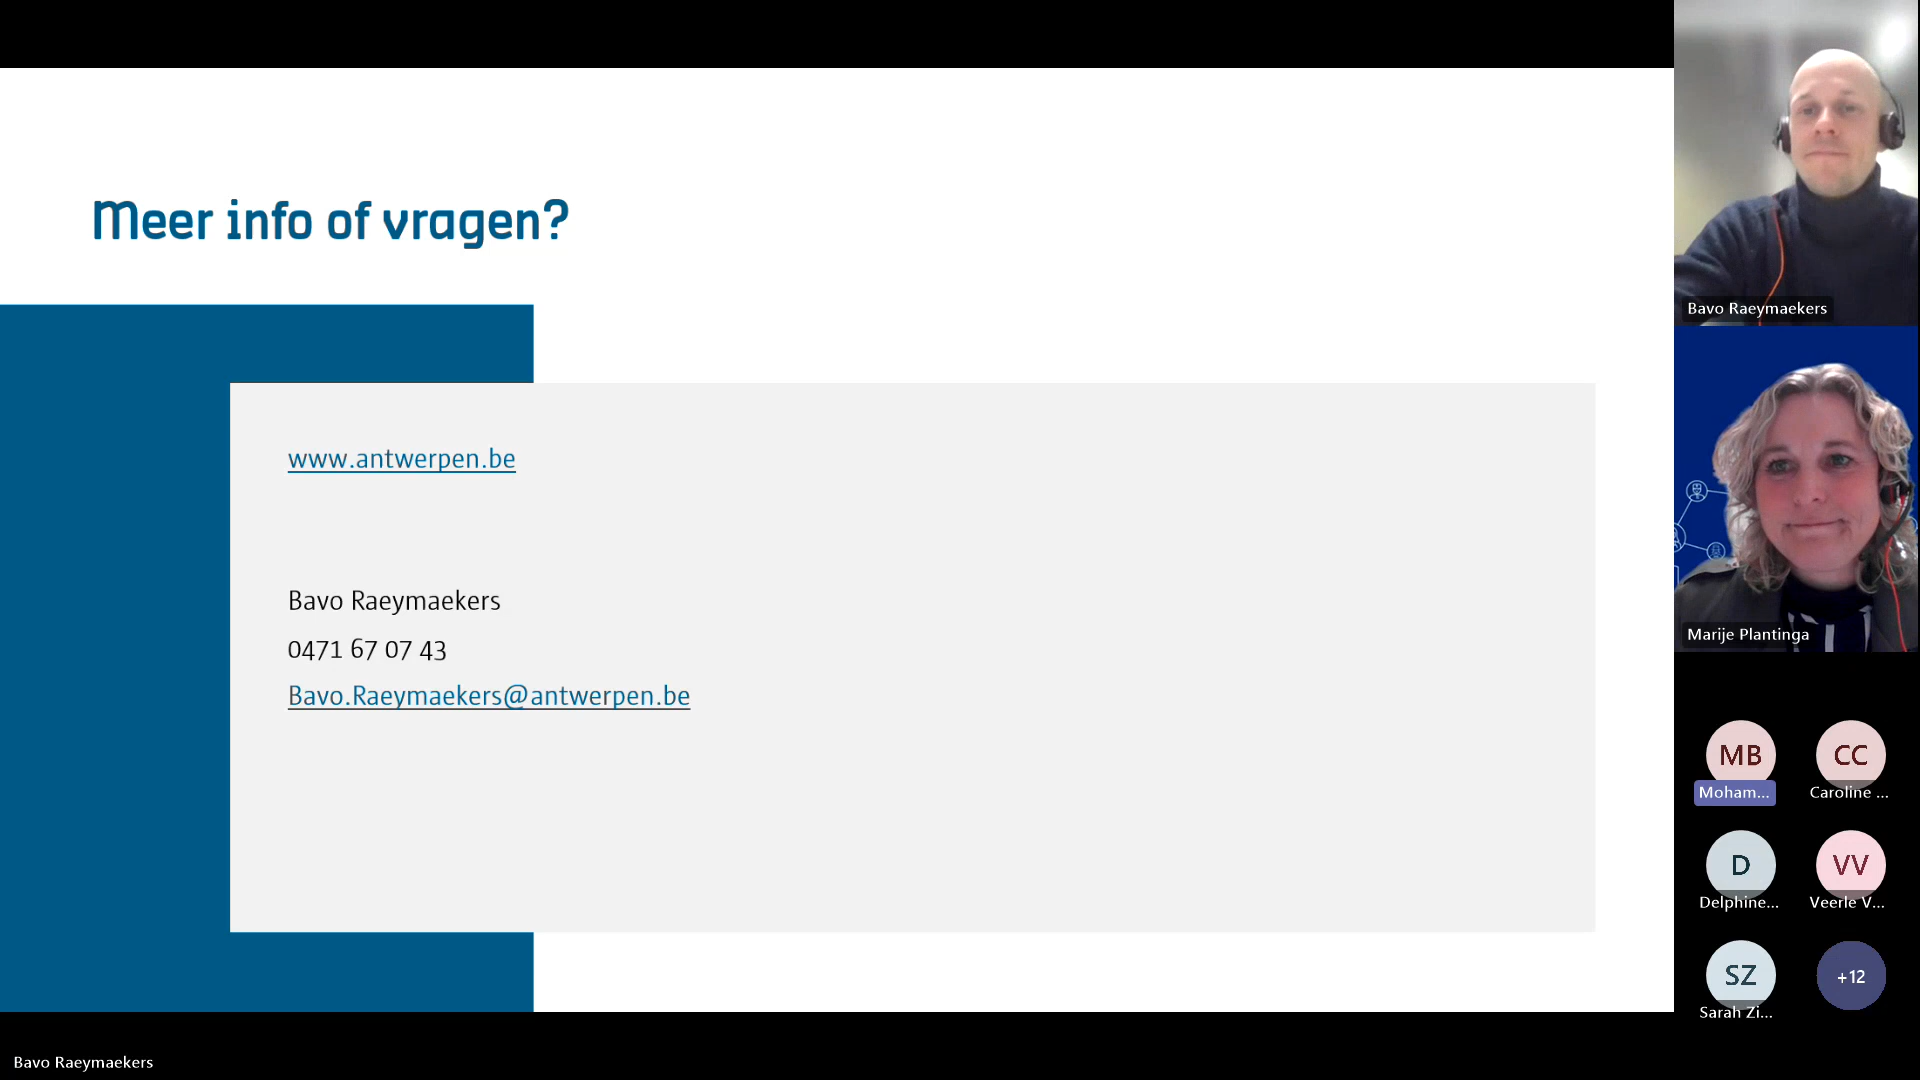 Meer info of vragen?
www.antwerpen.be
Bavo Raeymaekers
0471 67 07 43
Bavo.Raeymaekers@antwerpen.be
Bavo Raeymaekers
Marije Plantinga
MB
Moham...
CC
Caroline ...
D
Delphine...
VV
Veerle V...
SZ
Sarah Zi...
+12
Bavo Raeymaekers